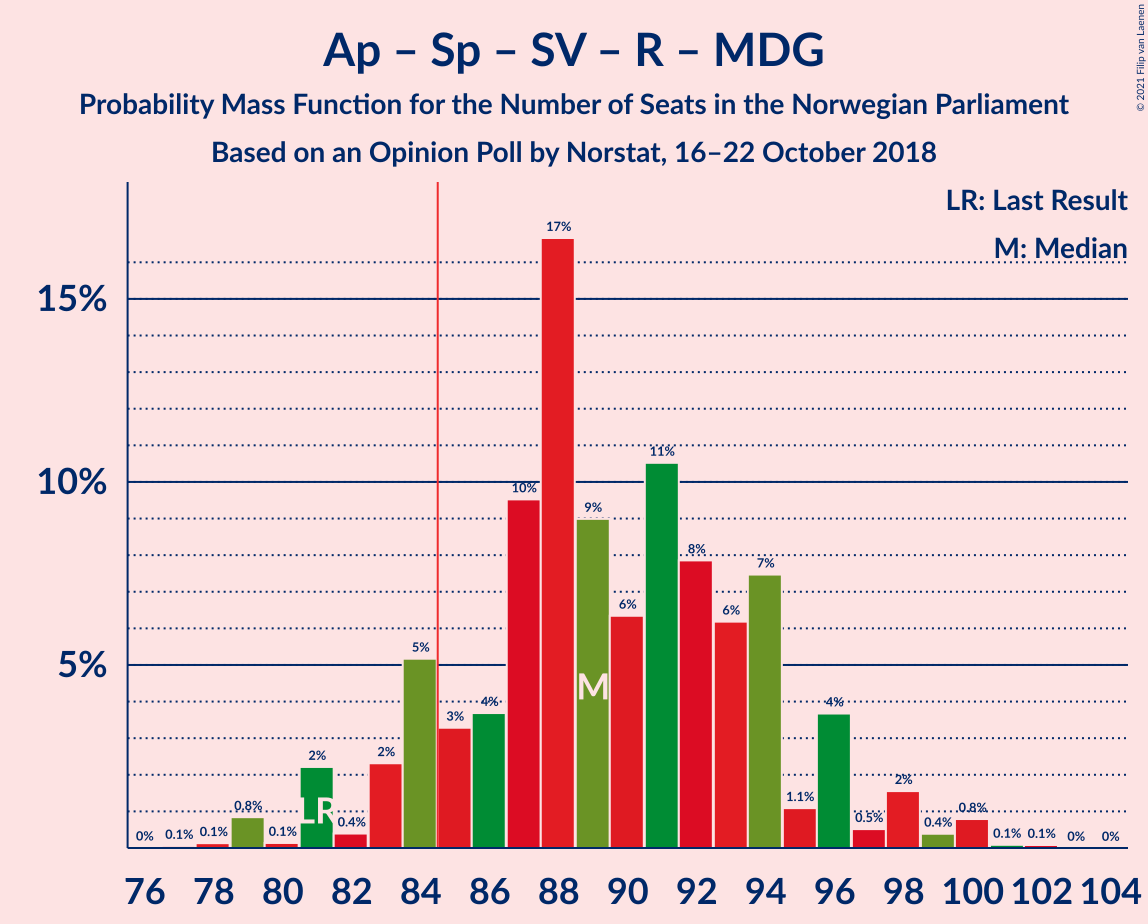 Ap – Sp – SV – R – MDG
Probability Mass Function for the Number of Seats in the Norwegian Parliament
Based on an Opinion Poll by Norstat, 16–22 October 2018
© 2021 Filip van Laenen
LR: Last Result
M: Median
15%
10%
5%
0% 0.1% 0.1% 0.8% 0.1% 2% 0.4% 2% 5% 3% 4% 10% 17% 9% 6% 11% 8% 6% 7% 1.1% 4% 0.5% 2% 0.4% 0.8% 0.1% 0.1% 0% 0%
LR
M
76 78 80 82 84 86 88 90 92 94 96 98 100 102 104